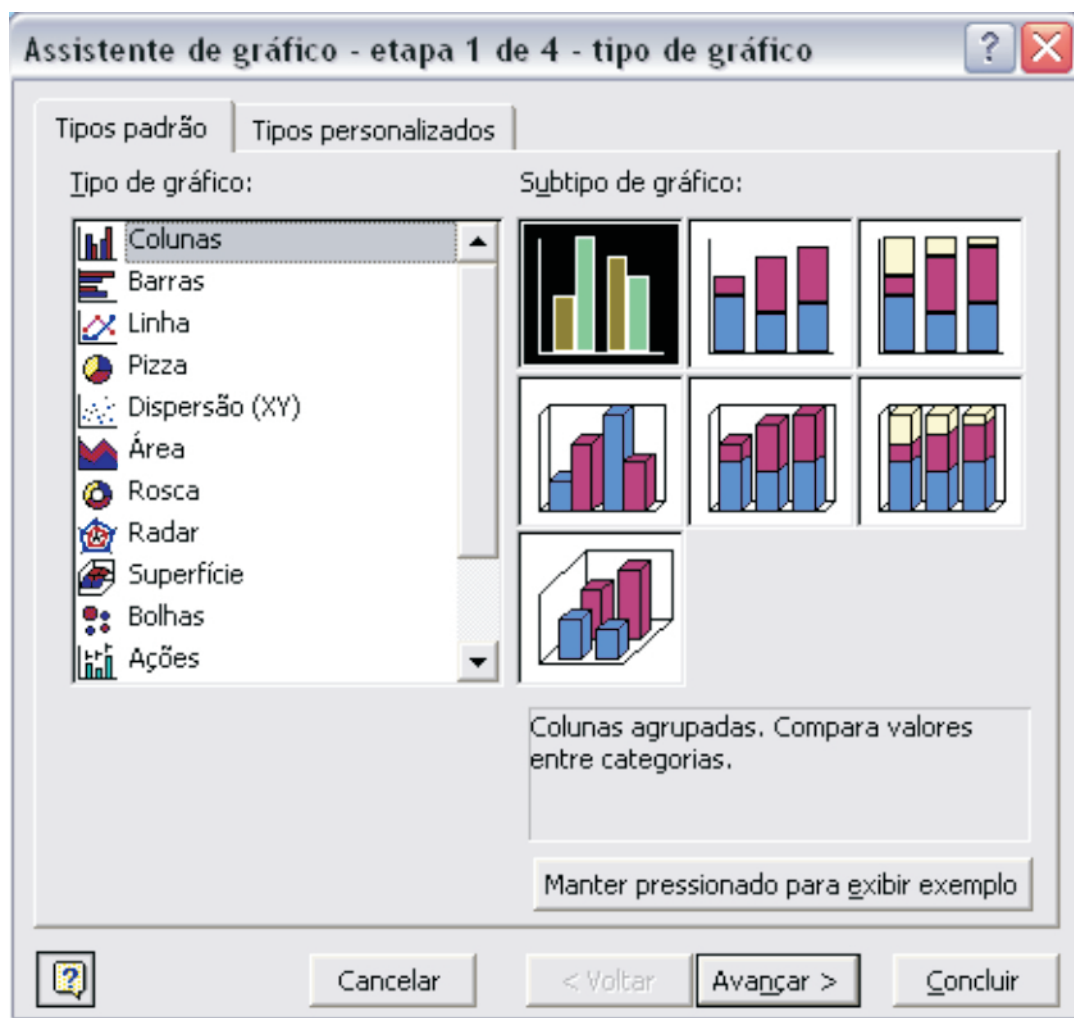 Assistente de gráfico - etapa 1 de 4 - tipo de gráfico
Tipos padrão
Tipos personalizados
Tipo de gráfico:
Subtipo de gráfico:
Colunas
Barras
Linha
Pizza
Dispersão (XY)
Área
Rosca
Radar
Superfície
Bolhas
Ações
Colunas agrupadas. Compara valores
entre categorias.
Manter pressionado para exibir exemplo
Cancelar
< Voltar
Avançar >
Concluir